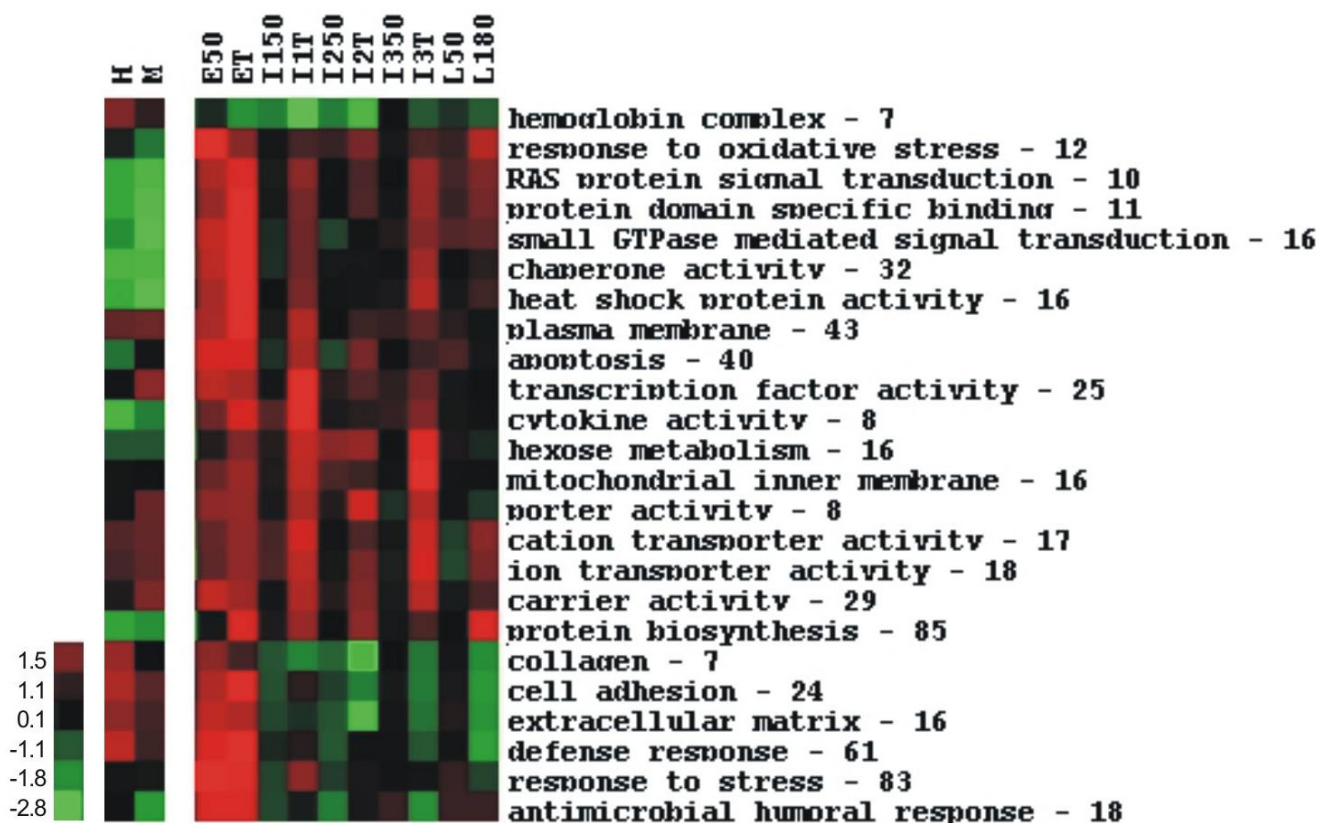 H M E50 ET I150 I1T I250 I2T I350 I3T L50 L180
hemoglobin complex - 7
response to oxidative stress - 12
RAS protein signal transduction - 10
protein domain specific binding - 11
small GTPase mediated signal transduction - 16
chaperone activity - 32
heat shock protein activity - 16
plasma membrane - 43
apoptosis - 40
transcription factor activity - 25
cytokine activity - 8
hexose metabolism - 16
mitochondrial inner membrane - 16
porter activity - 8
cation transporter activity - 17
ion transporter activity - 18
carrier activity - 29
protein biosynthesis - 85
collagen - 7
cell adhesion - 24
extracellular matrix - 16
defense response - 61
response to stress - 83
antimicrobial humoral response - 18
1.5
1.1
0.1
-1.1
-1.8
-2.8